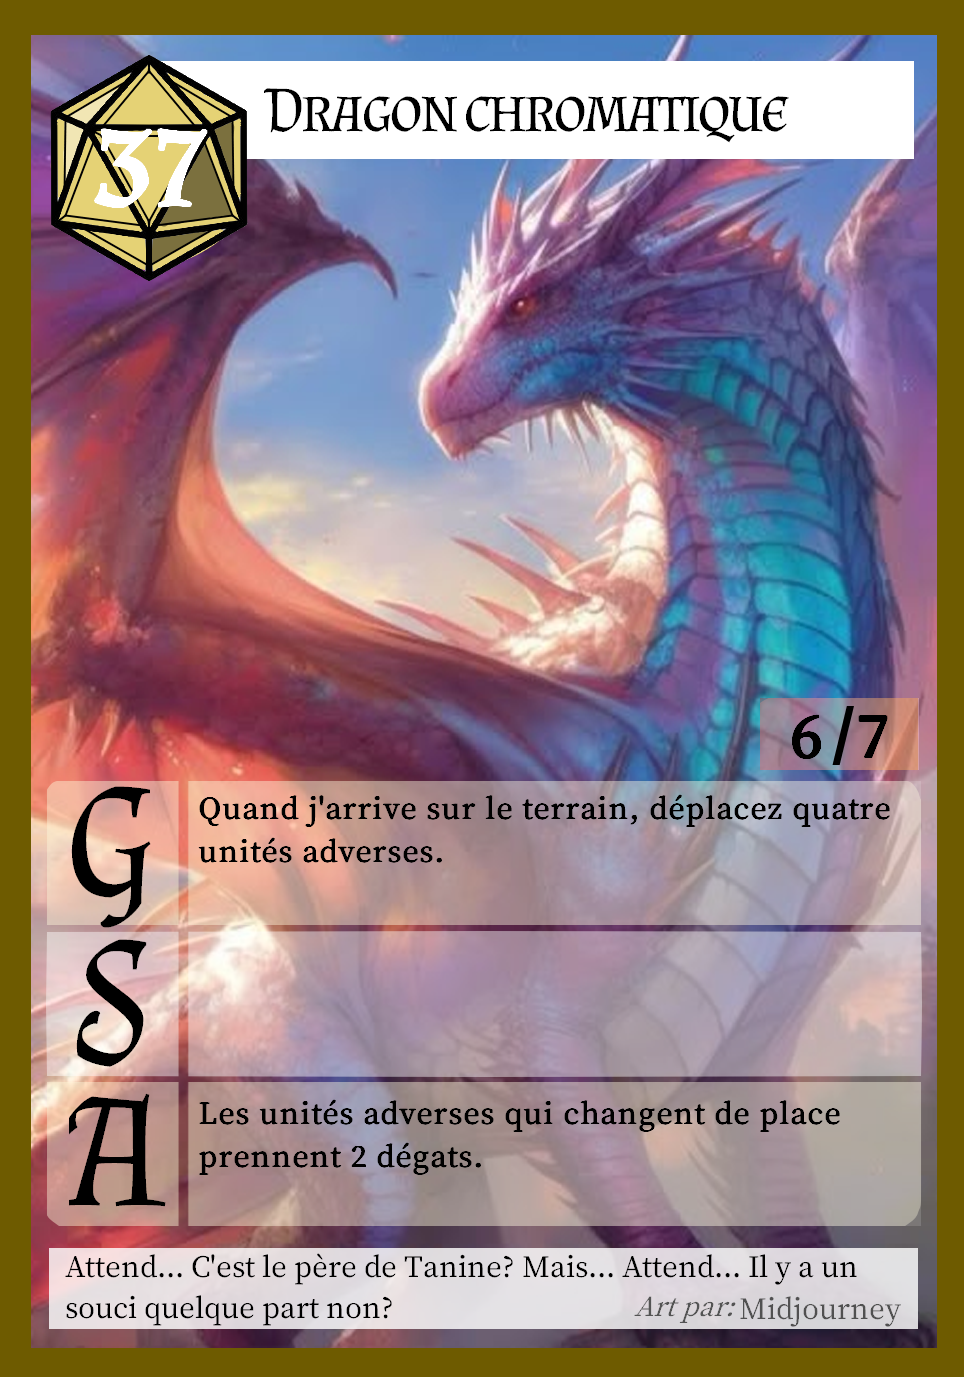 37
Dragon chromatique
6/7
G
Quand j'arrive sur le terrain, déplacez quatre
unités adverses.
S
A
Les unités adverses qui changent de place
prennent 2 dégats.
Attend... C'est le père de Tanine? Mais... Attend... Il y a un
souci quelque part non?
Art par: Midjourney